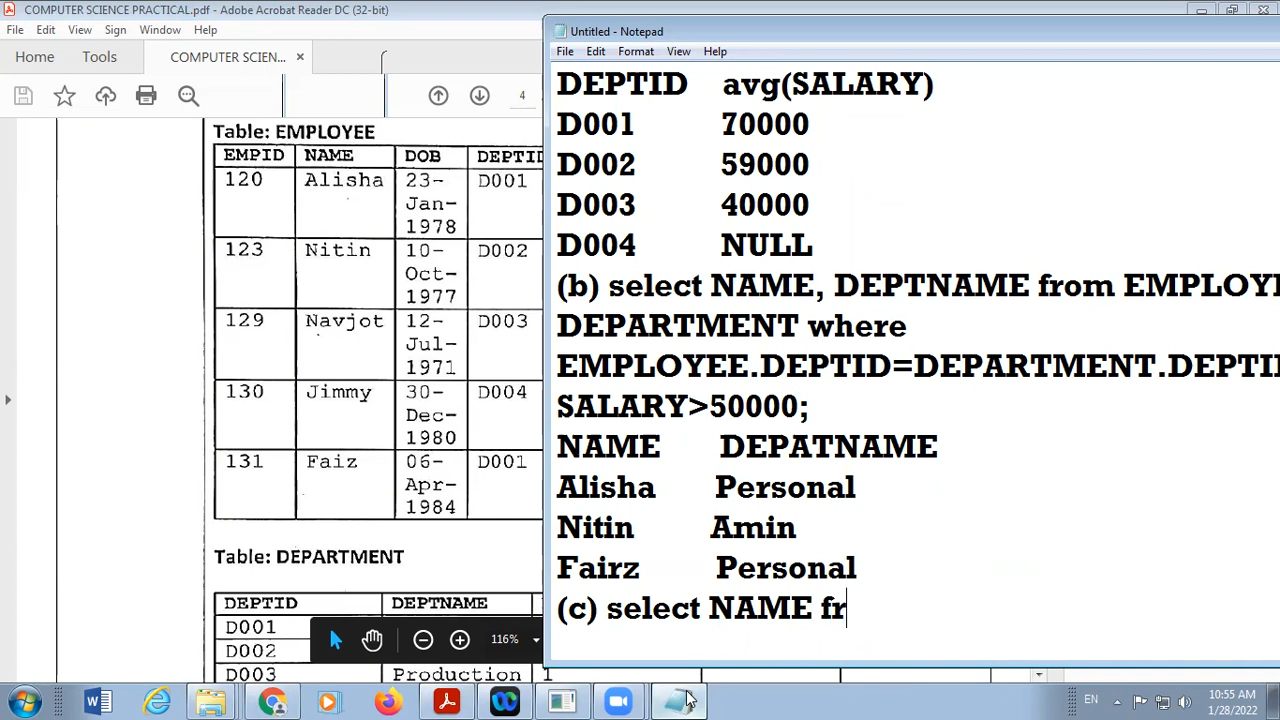 COMPUTER SCIENCE PRACTICAL.pdf - Adobe Acrobat Reader DC (32-bit)
File Edit View Sign Window Help
Home Tools COMPUTER SCIEN... ×
4
Table: EMPLOYEE
EMPID NAME DOB DEPTID
120 Alisha 23- D001
Jan-
1978
123 Nitin 10- D002
Oct-
1977
129 Navjot 12- D003
Jul-
1971
130 Jimmy 30- D004
Dec-
1980
131 Faiz 06- D001
Apr-
1984
Table: DEPARTMENT
DEPTID DEPTNAME
D001
D002
D003 Production 1
116%
Untitled - Notepad
File Edit Format View Help
DEPTID avg(SALARY)
D001 70000
D002 59000
D003 40000
D004 NULL
(b) select NAME, DEPTNAME from EMPLOYE
DEPARTMENT where
EMPLOYEE.DEPTID=DEPARTMENT.DEPTID
SALARY>50000;
NAME DEPATNAME
Alisha Personal
Nitin Amin
Fairz Personal
(c) select NAME fr
EN 10:55 AM
1/28/2022